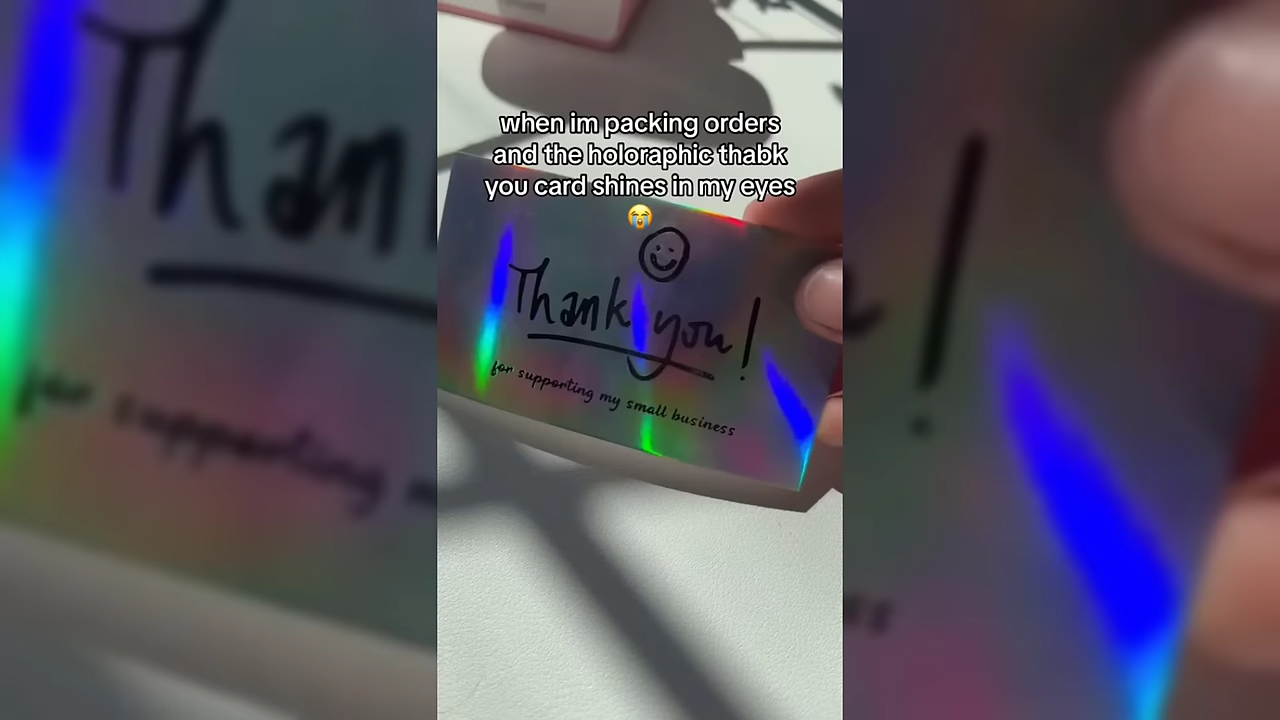 when im packing orders
and the holoraphic thabk
you card shines in my eyes
😭
Thank you!
for supporting my small business